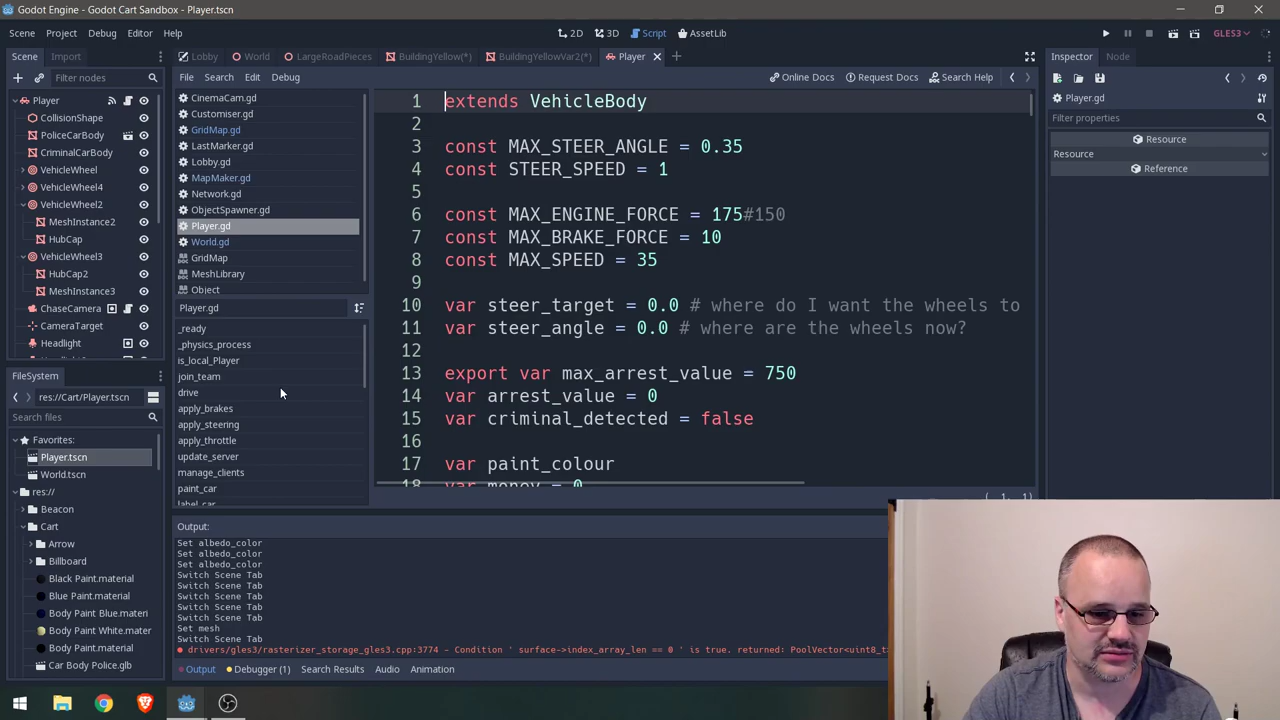 Godot Engine - Godot Cart Sandbox - Player.tscn
Scene Project Debug Editor Help
2D 3D Script AssetLib
GLES3
Scene Import
Filter nodes
Player
CollisionShape
PoliceCarBody
CriminalCarBody
VehicleWheel
VehicleWheel4
VehicleWheel2
MeshInstance2
HubCap
VehicleWheel3
HubCap2
MeshInstance3
ChaseCamera
CameraTarget
Headlight
FileSystem
res://Cart/Player.tscn
Search files
Favorites:
Player.tscn
World.tscn
res://
Beacon
Cart
Arrow
Billboard
Black Paint.material
Blue Paint.material
Body Paint Blue.materi
Body Paint White.mater
Body Paint.material
Car Body Police.glb
Lobby World LargeRoadPieces BuildingYellow(*) BuildingYellowVar2(*) Player
File Search Edit Debug
Online Docs Request Docs Search Help
CinemaCam.gd
Customiser.gd
GridMap.gd
LastMarker.gd
Lobby.gd
MapMaker.gd
Network.gd
ObjectSpawner.gd
Player.gd
World.gd
GridMap
MeshLibrary
Object
Player.gd
_ready
_physics_process
is_local_Player
join_team
drive
apply_brakes
apply_steering
apply_throttle
update_server
manage_clients
paint_car
label_car
1 extends VehicleBody
2
3 const MAX_STEER_ANGLE = 0.35
4 const STEER_SPEED = 1
5
6 const MAX_ENGINE_FORCE = 175#150
7 const MAX_BRAKE_FORCE = 10
8 const MAX_SPEED = 35
9
10 var steer_target = 0.0 # where do I want the wheels to
11 var steer_angle = 0.0 # where are the wheels now?
12
13 export var max_arrest_value = 750
14 var arrest_value = 0
15 var criminal_detected = false
16
17 var paint_colour
18 var money = 0
( 1, 1)
Output:
Set albedo_color
Set albedo_color
Set albedo_color
Switch Scene Tab
Switch Scene Tab
Switch Scene Tab
Switch Scene Tab
Switch Scene Tab
Set mesh
Switch Scene Tab
drivers/gles3/rasterizer_storage_gles3.cpp:3774 - Condition ' surface->index_array_len == 0 ' is true. returned: PoolVector<uint8_t>
Output Debugger (1) Search Results Audio Animation
Inspector Node
Player.gd
Filter properties
Resource
Resource
Reference